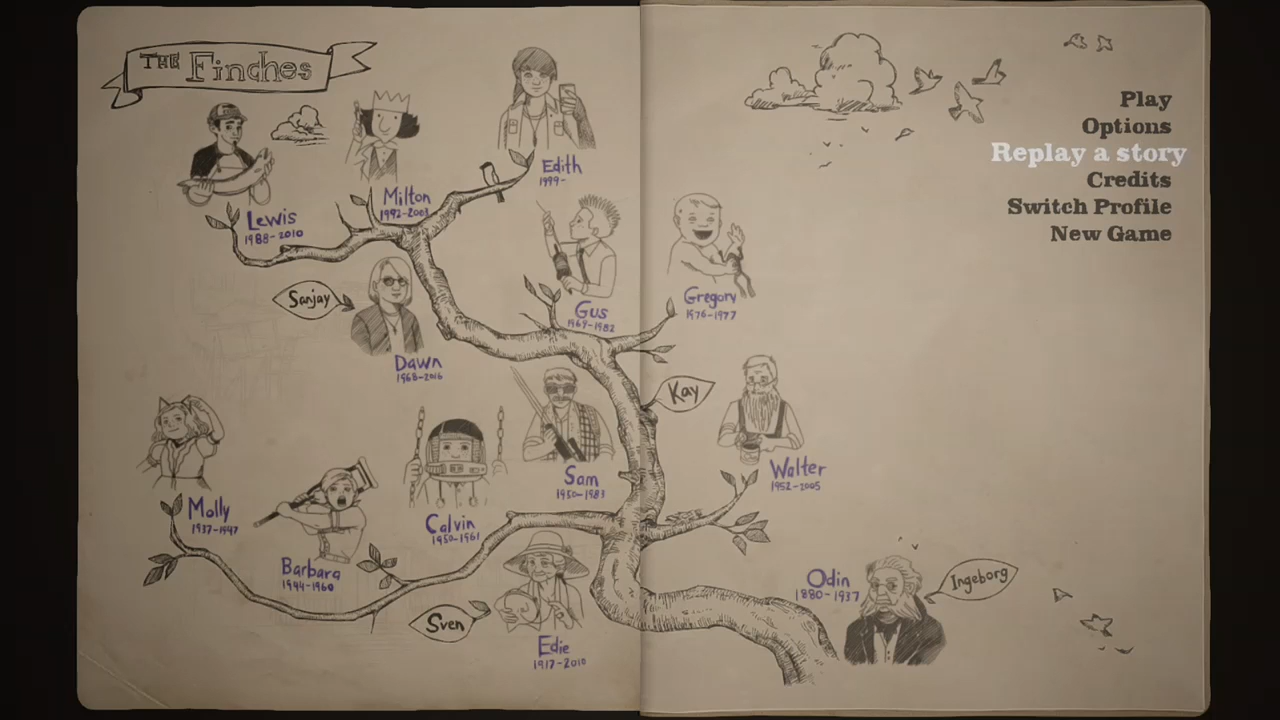 THE Finches
Play
Options
Replay a story
Credits
Switch Profile
New Game
Edith
1999-
Milton
1992-2003
Lewis
1988-2010
Sanjay
Dawn
1968-2016
Gus
1969-1982
Gregory
1976-1977
Kay
Sam
1950-1983
Walter
1952-2005
Molly
1937-1947
Barbara
1944-1960
Calvin
1950-1961
Sven
Edie
1917-2010
Odin
1880-1937
Ingeborg